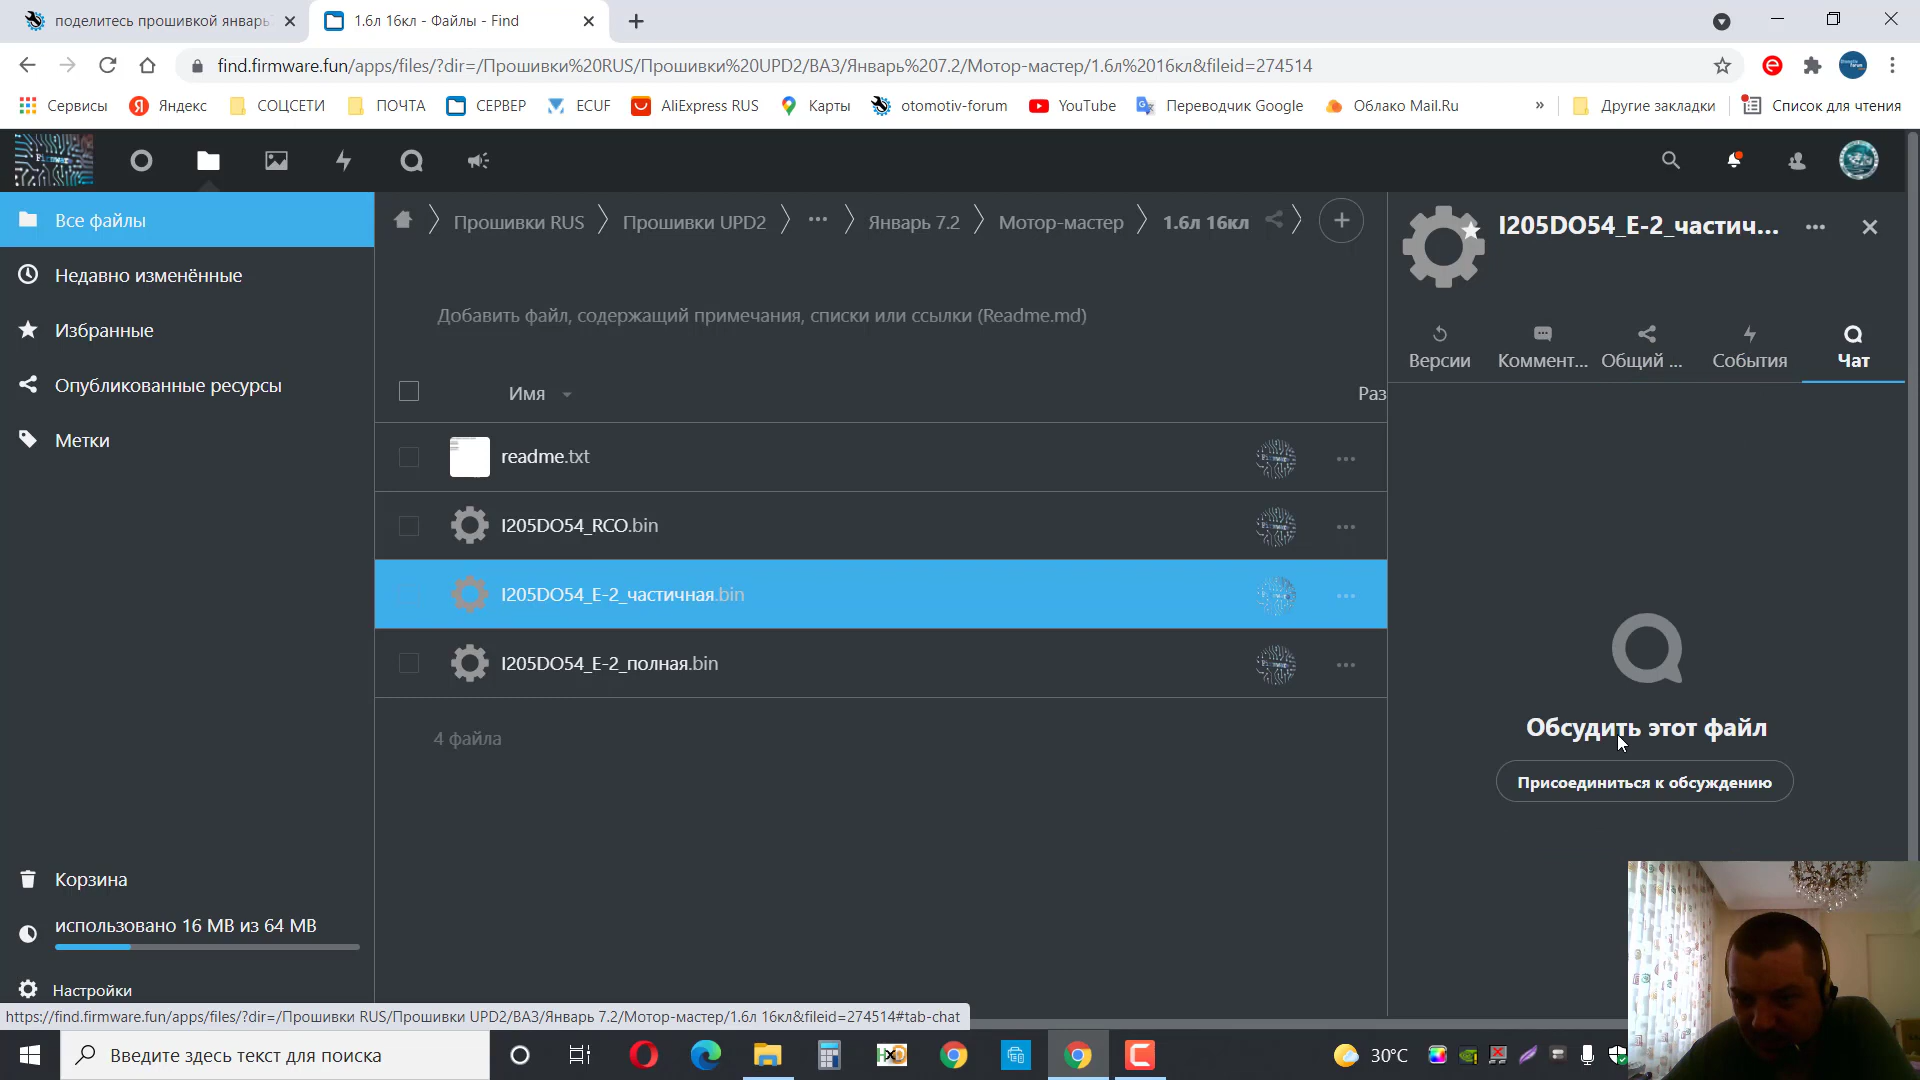 поделитесь прошивкой январь
1.6л 16кл - Файлы - Find
find.firmware.fun/apps/files/?dir=/Прошивки%20RUS/Прошивки%20UPD2/ВАЗ/Январь%207.2/Мотор-мастер/1.6л%2016кл&fileid=274514
Сервисы
Яндекс
СОЦСЕТИ
ПОЧТА
СЕРВЕР
ECUF
AliExpress RUS
Карты
otomotiv-forum
YouTube
Переводчик Google
Облако Mail.Ru
»
Другие закладки
Список для чтения
Все файлы
Недавно изменённые
Избранные
Опубликованные ресурсы
Метки
Корзина
использовано 16 MB из 64 MB
Настройки
Прошивки RUS
Прошивки UPD2
Январь 7.2
Мотор-мастер
1.6л 16кл
Добавить файл, содержащий примечания, списки или ссылки (Readme.md)
Имя
Раз
readme.txt
I205DO54_RCO.bin
I205DO54_E-2_частичная.bin
I205DO54_E-2_полная.bin
4 файла
I205DO54_E-2_частич...
Версии
Коммент...
Общий ...
События
Чат
Обсудить этот файл
Присоединиться к обсуждению
https://find.firmware.fun/apps/files/?dir=/Прошивки RUS/Прошивки UPD2/ВАЗ/Январь 7.2/Мотор-мастер/1.6л 16кл&fileid=274514#tab-chat
Введите здесь текст для поиска
30°C